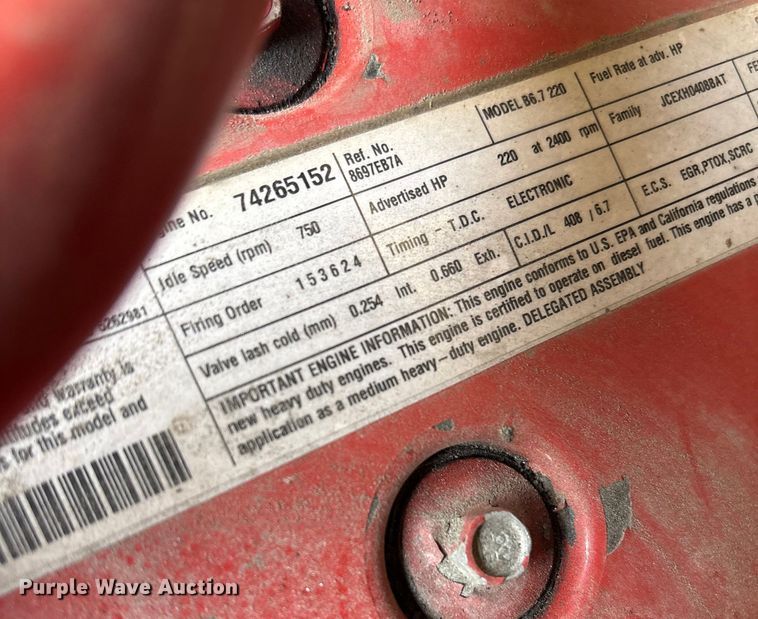 Engine No. 74265152
Ref. No.
8697EB7A
MODEL B6.7 220
Fuel Rate at adv. HP
Idle Speed (rpm) 750
Advertised HP 220 at 2400 rpm
Family JCEXH0408BAT
Firing Order 153624
Timing - T.D.C. ELECTRONIC
Valve lash cold (mm) 0.254 Int. 0.660 Exh.
C.I.D/L 408 / 6.7
E.C.S. EGR,PTOX,SCRC
IMPORTANT ENGINE INFORMATION: This engine conforms to U.S. EPA and California regulations
new heavy duty engines. This engine is certified to operate on diesel fuel. This engine has a
application as a medium heavy-duty engine. DELEGATED ASSEMBLY
warranty is
exceed
for this model and
Purple Wave Auction